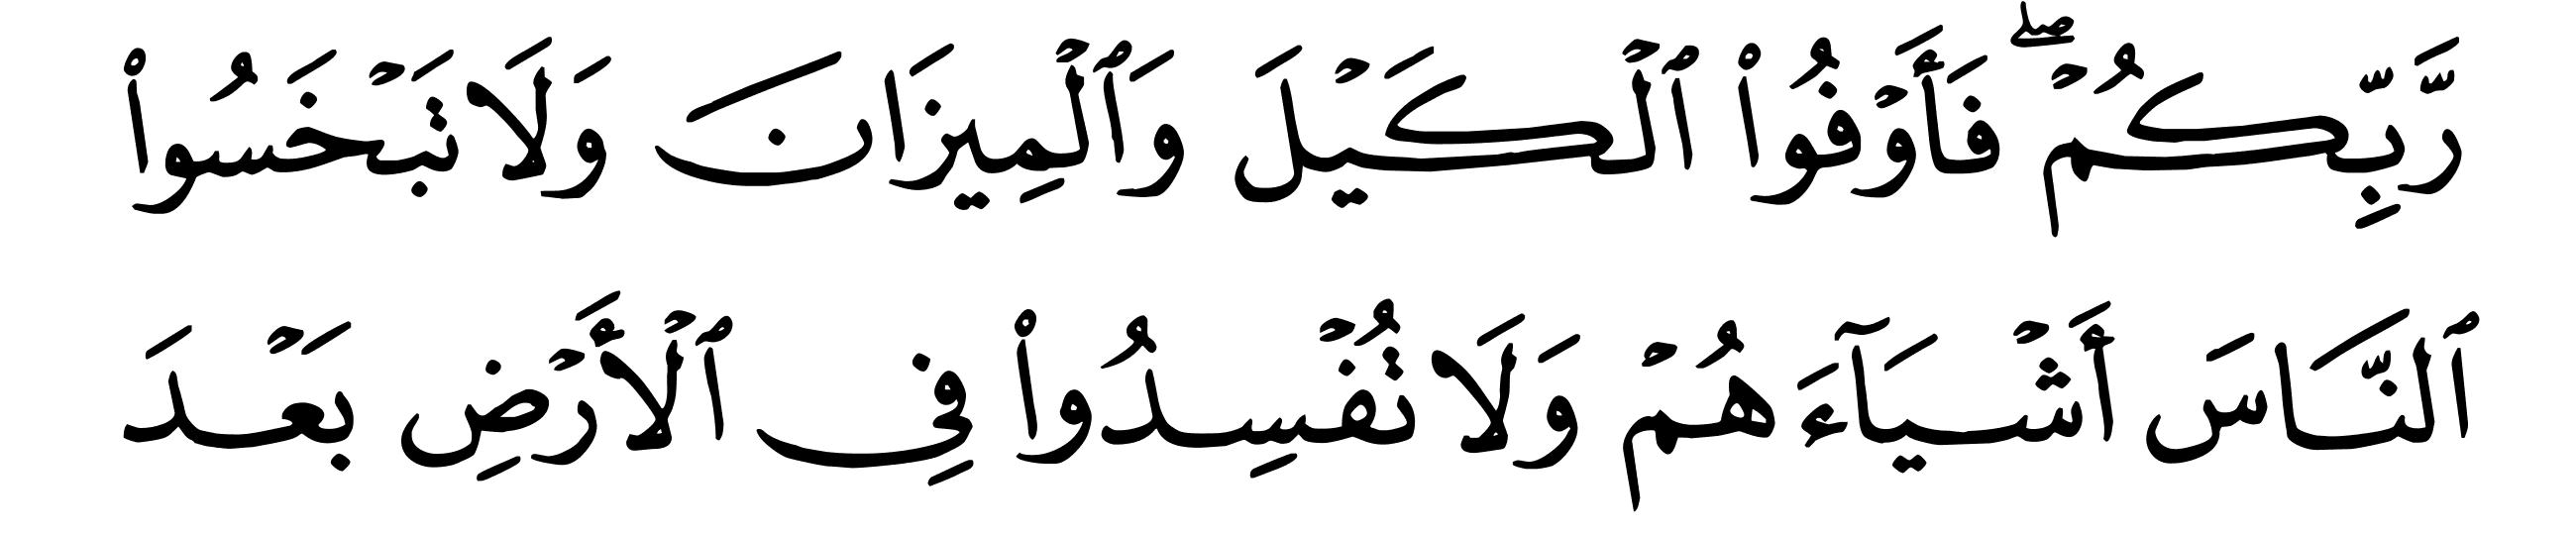 رَّبِّكُمۡۖ فَأَوۡفُواْ ٱلۡكَيۡلَ وَٱلۡمِيزَانَ وَلَا تَبۡخَسُواْ
ٱلنَّاسَ أَشۡيَآءَهُمۡ وَلَا تُفۡسِدُواْ فِي ٱلۡأَرۡضِ بَعۡدَ